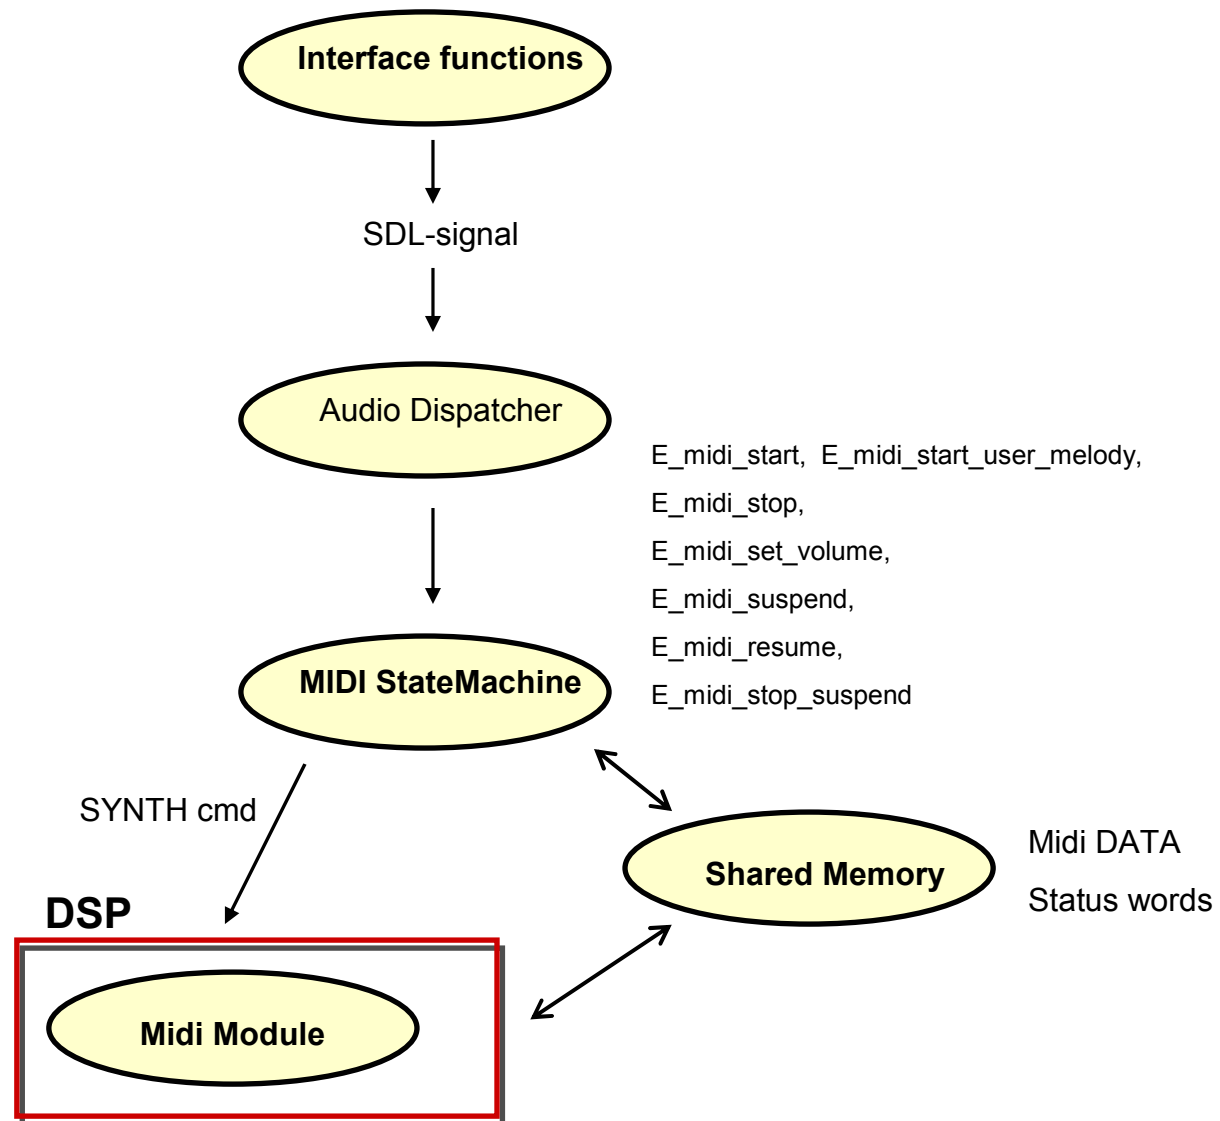 Interface functions
SDL-signal
Audio Dispatcher
E_midi_start, E_midi_start_user_melody,
E_midi_stop,
E_midi_set_volume,
E_midi_suspend,
E_midi_resume,
E_midi_stop_suspend
MIDI StateMachine
SYNTH cmd
Shared Memory
Midi DATA
Status words
DSP
Midi Module